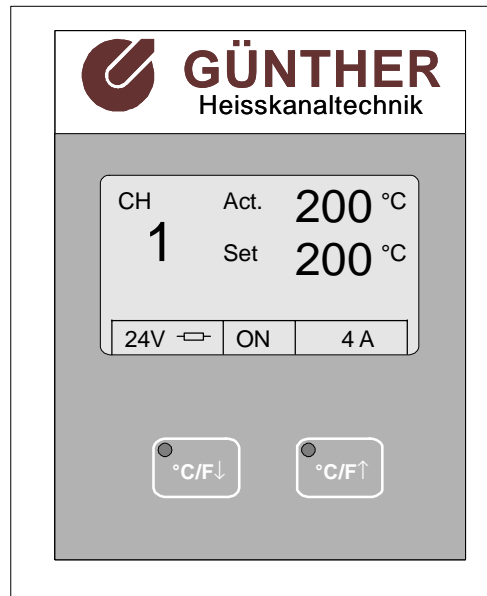 GÜNTHER
Heisskanaltechnik
CH Act. 200 °C
1 Set 200 °C
24V ON 4 A
°C/F↓ °C/F↑